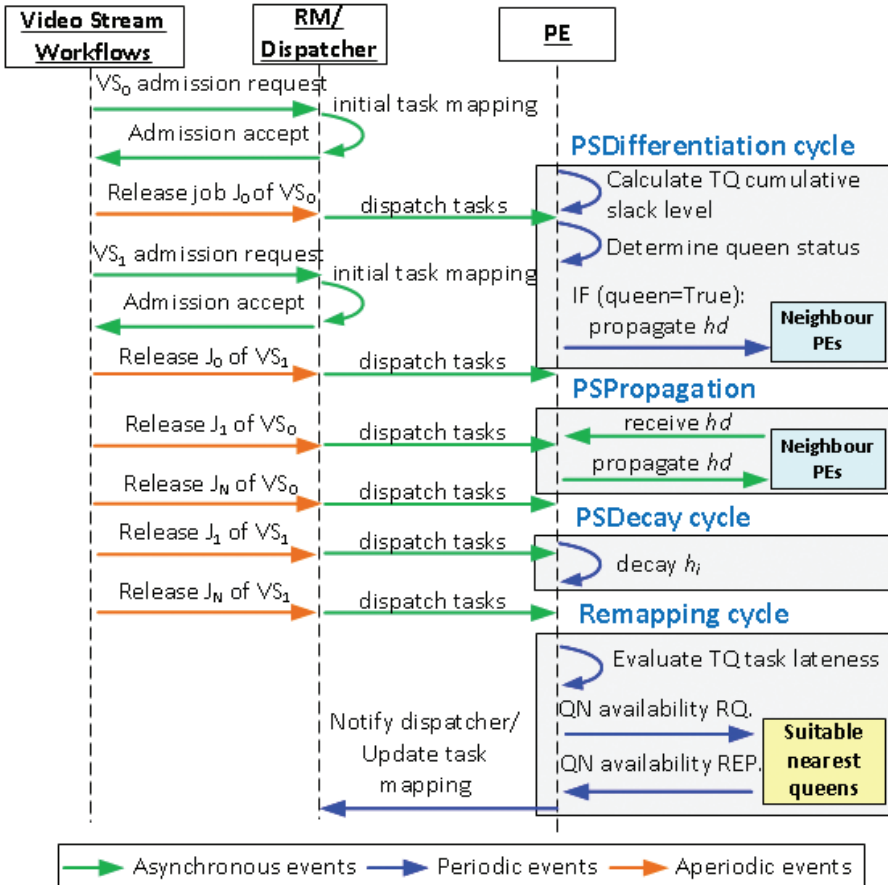 Video Stream
Workflows
RM/
Dispatcher
PE
VS0 admission request
initial task mapping
Admission accept
PSDifferentiation cycle
Calculate TQ cumulative
slack level
Release job J0 of VS0
dispatch tasks
Determine queen status
VS1 admission request
initial task mapping
Admission accept
IF (queen=True):
propagate hd
Neighbour
PEs
Release J0 of VS1
dispatch tasks
PSPropagation
Release J1 of VS0
dispatch tasks
receive hd
propagate hd
Neighbour
PEs
Release JN of VS0
dispatch tasks
PSDecay cycle
Release J1 of VS1
dispatch tasks
decay hi
Release JN of VS1
dispatch tasks
Remapping cycle
Evaluate TQ task lateness
QN availability RQ.
Notify dispatcher/
Update task
mapping
QN availability REP.
Suitable
nearest
queens
Asynchronous events
Periodic events
Aperiodic events